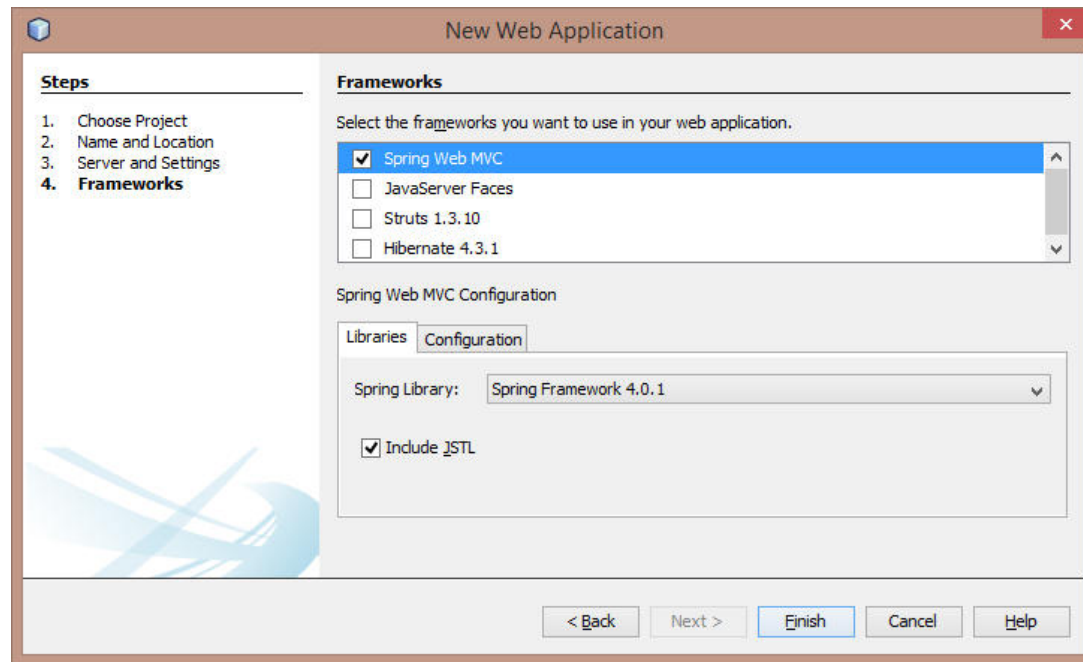 New Web Application
Steps
1. Choose Project
2. Name and Location
3. Server and Settings
4. Frameworks
Frameworks
Select the frameworks you want to use in your web application.
Spring Web MVC
JavaServer Faces
Struts 1.3.10
Hibernate 4.3.1
Spring Web MVC Configuration
Libraries Configuration
Spring Library: Spring Framework 4.0.1
Include JSTL
< Back Next > Finish Cancel Help